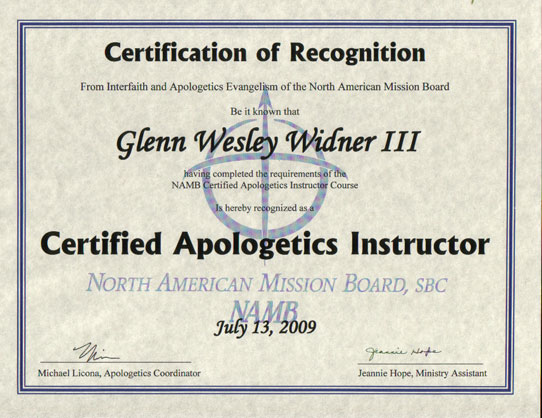 Certification of Recognition
From Interfaith and Apologetics Evangelism of the North American Mission Board
Be it known that
Glenn Wesley Widner III
having completed the requirements of the
NAMB Certified Apologetics Instructor Course
Is hereby recognized as a
Certified Apologetics Instructor
NORTH AMERICAN MISSION BOARD, SBC
NAMB
July 13, 2009
Jeannie Hope
Michael Licona, Apologetics Coordinator
Jeannie Hope, Ministry Assistant